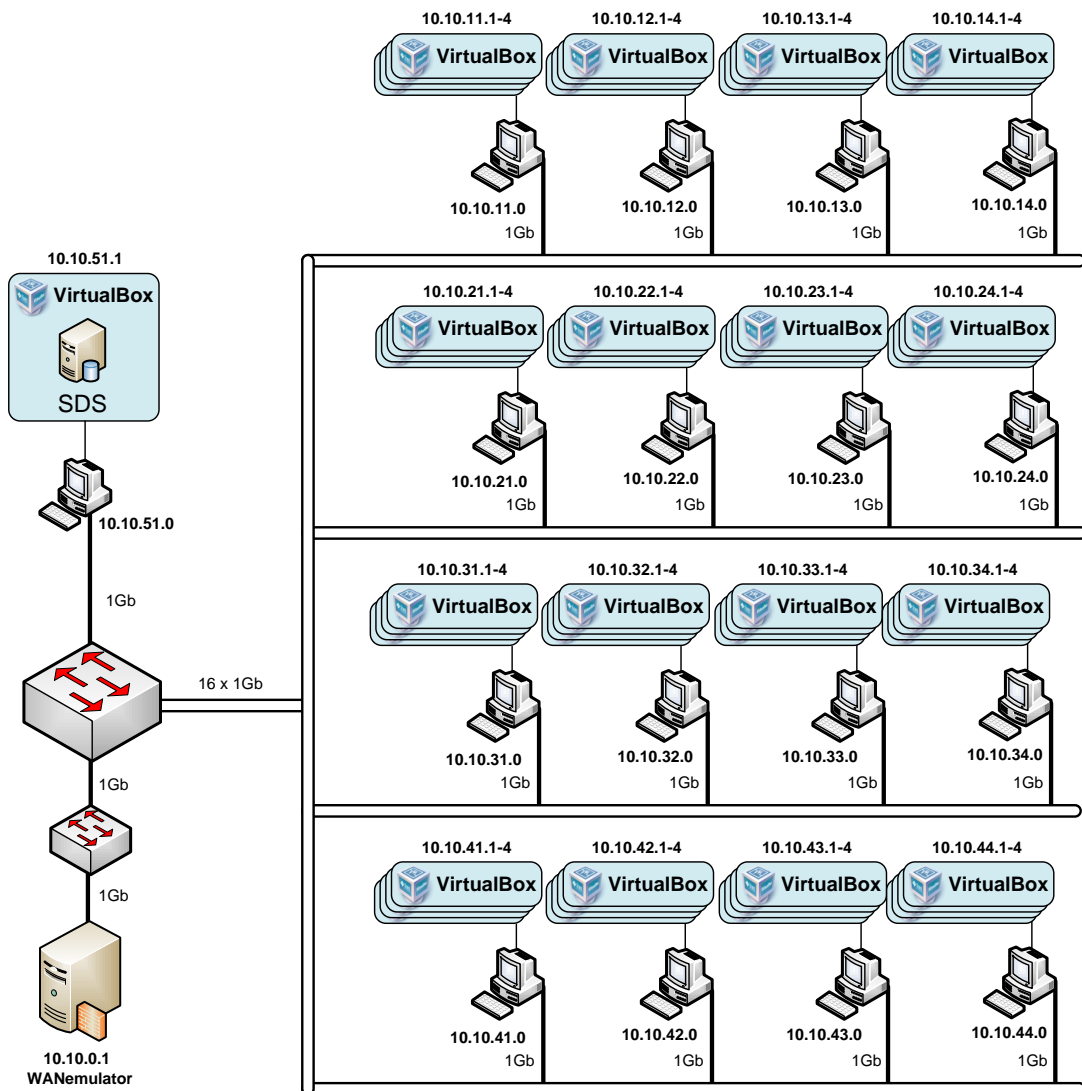 10.10.11.1-4
10.10.12.1-4
10.10.13.1-4
10.10.14.1-4
VirtualBox
VirtualBox
VirtualBox
VirtualBox
10.10.11.0
10.10.12.0
10.10.13.0
10.10.14.0
1Gb
1Gb
1Gb
1Gb
10.10.51.1
VirtualBox
SDS
10.10.51.0
1Gb
16 x 1Gb
1Gb
1Gb
10.10.0.1
WANemulator
10.10.21.1-4
10.10.22.1-4
10.10.23.1-4
10.10.24.1-4
VirtualBox
VirtualBox
VirtualBox
VirtualBox
10.10.21.0
10.10.22.0
10.10.23.0
10.10.24.0
1Gb
1Gb
1Gb
1Gb
10.10.31.1-4
10.10.32.1-4
10.10.33.1-4
10.10.34.1-4
VirtualBox
VirtualBox
VirtualBox
VirtualBox
10.10.31.0
10.10.32.0
10.10.33.0
10.10.34.0
1Gb
1Gb
1Gb
1Gb
10.10.41.1-4
10.10.42.1-4
10.10.43.1-4
10.10.44.1-4
VirtualBox
VirtualBox
VirtualBox
VirtualBox
10.10.41.0
10.10.42.0
10.10.43.0
10.10.44.0
1Gb
1Gb
1Gb
1Gb